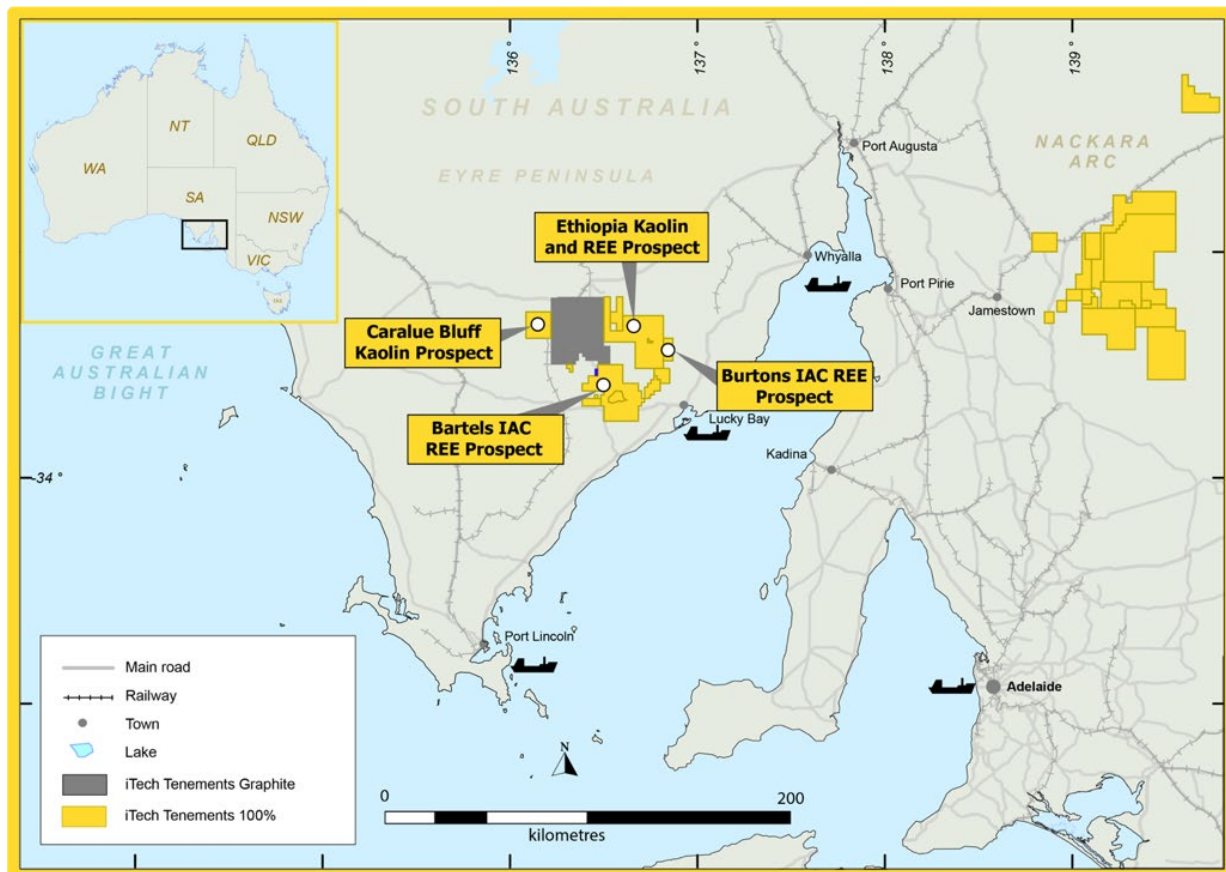 136 °
137 °
138 °
139 °
NT
QLD
WA
SA
NSW
VIC
TAS
SOUTH AUSTRALIA
EYRE PENINSULA
NACKARA
ARC
Port Augusta
Ethiopia Kaolin
and REE Prospect
Whyalla
Port Pirie
Jamestown
Caralue Bluff
Kaolin Prospect
GREAT
AUSTRALIAN
BIGHT
Burtons IAC REE
Prospect
Bartels IAC
REE Prospect
Lucky Bay
Kadina
-34 °
Port Lincoln
Adelaide
Main road
Railway
Town
Lake
iTech Tenements Graphite
iTech Tenements 100%
N
0
200
kilometres